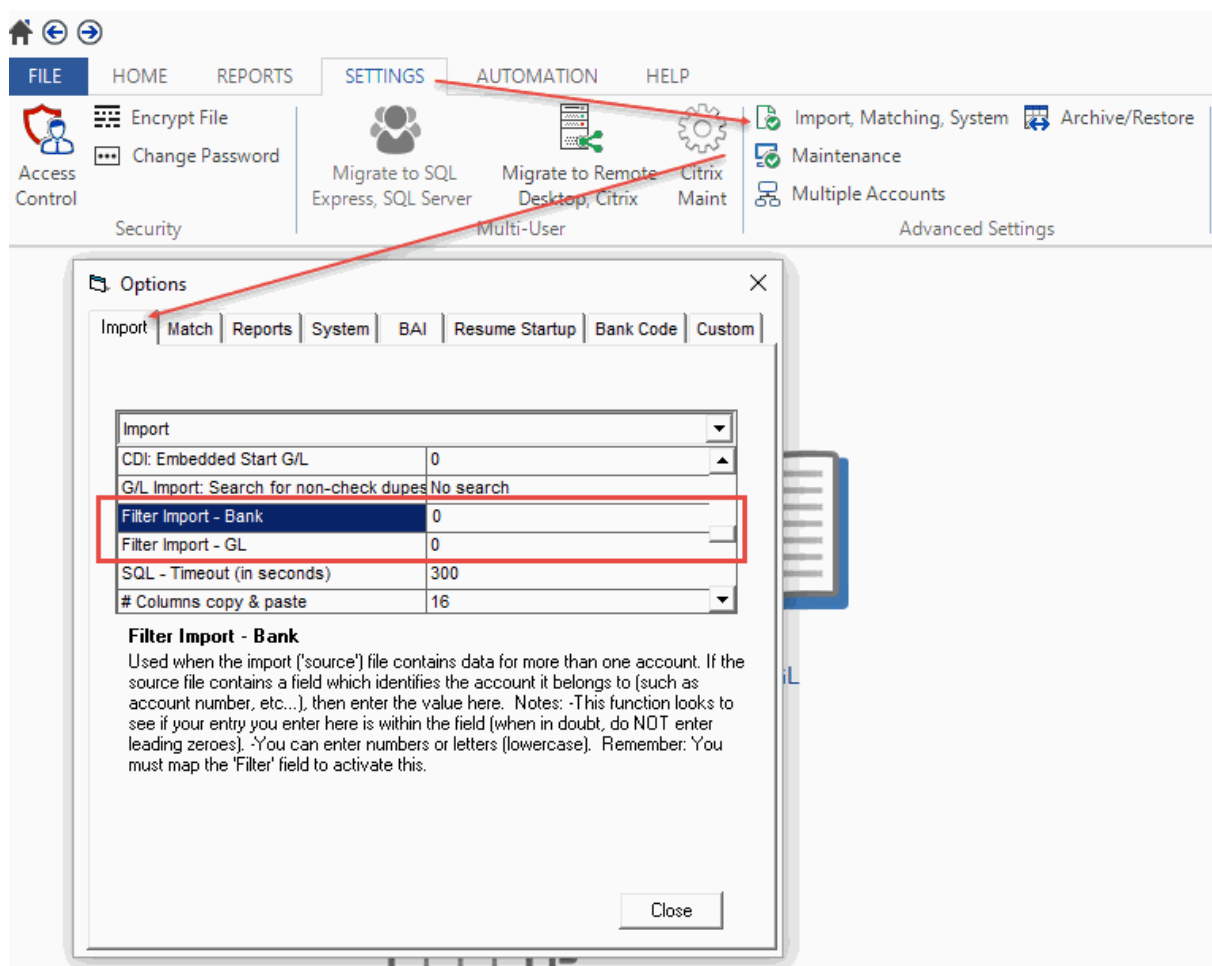 FILE HOME REPORTS SETTINGS AUTOMATION HELP
Encrypt File
Change Password
Access
Control
Security
Migrate to SQL
Express, SQL Server
Migrate to Remote
Desktop, Citrix
Citrix
Maint
Multi-User
Import, Matching, System
Archive/Restore
Maintenance
Multiple Accounts
Advanced Settings
Options
Import Match Reports System BAI Resume Startup Bank Code Custom
Import
CDI: Embedded Start G/L 0
G/L Import: Search for non-check dupes No search
Filter Import - Bank 0
Filter Import - GL 0
SQL - Timeout (in seconds) 300
# Columns copy & paste 16
Filter Import - Bank
Used when the import ('source') file contains data for more than one account. If the
source file contains a field which identifies the account it belongs to (such as
account number, etc...), then enter the value here.  Notes: -This function looks to
see if your entry you enter here is within the field (when in doubt, do NOT enter
leading zeroes). -You can enter numbers or letters (lowercase).  Remember: You
must map the 'Filter' field to activate this.
Close